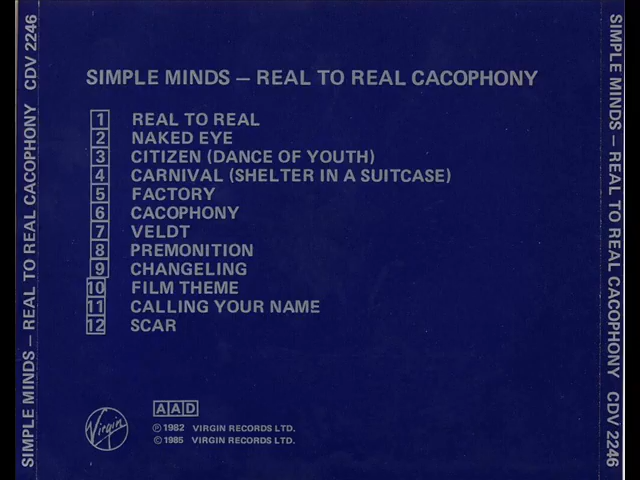 SIMPLE MINDS — REAL TO REAL CACOPHONY CDV 2246
SIMPLE MINDS — REAL TO REAL CACOPHONY
1 REAL TO REAL
2 NAKED EYE
3 CITIZEN (DANCE OF YOUTH)
4 CARNIVAL (SHELTER IN A SUITCASE)
5 FACTORY
6 CACOPHONY
7 VELDT
8 PREMONITION
9 CHANGELING
10 FILM THEME
11 CALLING YOUR NAME
12 SCAR
Virgin
AAD
℗ 1982 VIRGIN RECORDS LTD.
© 1985 VIRGIN RECORDS LTD.
SIMPLE MINDS — REAL TO REAL CACOPHONY CDV 2246